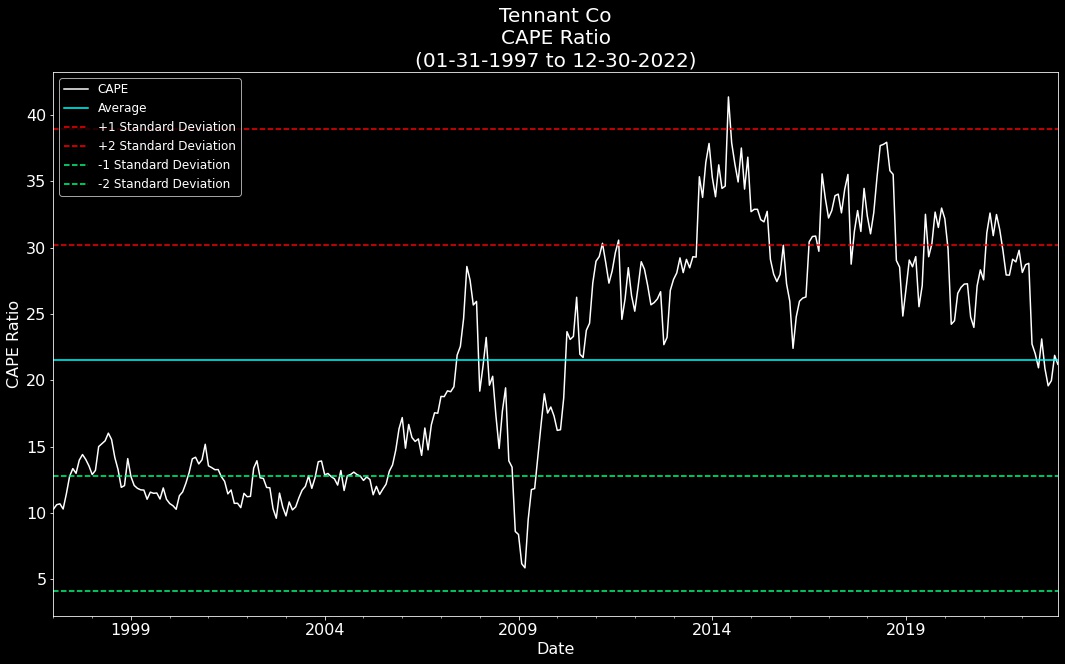 Tennant Co
CAPE Ratio
(01-31-1997 to 12-30-2022)
CAPE
Average
+1 Standard Deviation
+2 Standard Deviation
-1 Standard Deviation
-2 Standard Deviation
CAPE Ratio
40
35
30
25
20
15
10
5
1999
2004
2009
2014
2019
Date